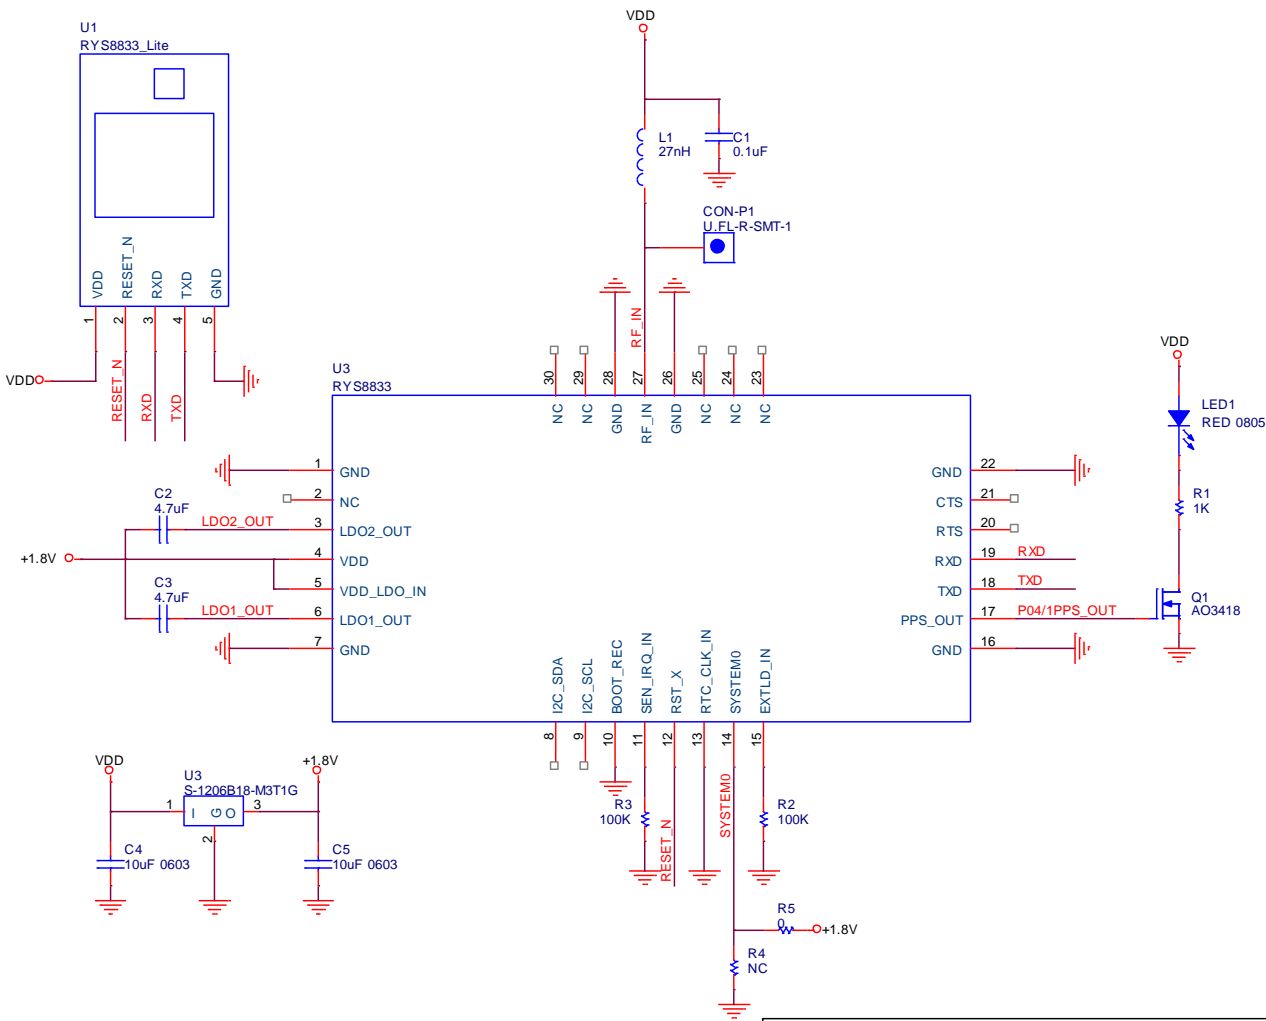 U1
RYS8833_Lite
VDD
RESET_N
RXD
TXD
GND
1
2
3
4
5
VDD
RESET_N
RXD
TXD
VDD
L1
27nH
C1
0.1uF
CON-P1
U.FL-R-SMT-1
RF_IN
U3
RYS8833
30
29
28
27
26
25
24
23
NC
NC
GND
RF_IN
GND
NC
NC
NC
1
GND
2
NC
C2
4.7uF
LDO2_OUT
3
LDO2_OUT
+1.8V
4
VDD
5
VDD_LDO_IN
C3
4.7uF
LDO1_OUT
6
LDO1_OUT
7
GND
GND
22
CTS
21
RTS
20
RXD
19
RXD
TXD
18
TXD
PPS_OUT
17
P04/1PPS_OUT
GND
16
VDD
LED1
RED 0805
R1
1K
Q1
AO3418
I2C_SDA
I2C_SCL
BOOT_REC
SEN_IRQ_IN
RST_X
RTC_CLK_IN
SYSTEM0
EXTLD_IN
8
9
10
11
12
13
14
15
R3
100K
RESET_N
SYSTEM0
R2
100K
R5
0
+1.8V
R4
NC
VDD
U3
S-1206B18-M3T1G
+1.8V
1
I
G
O
3
2
C4
10uF 0603
C5
10uF 0603